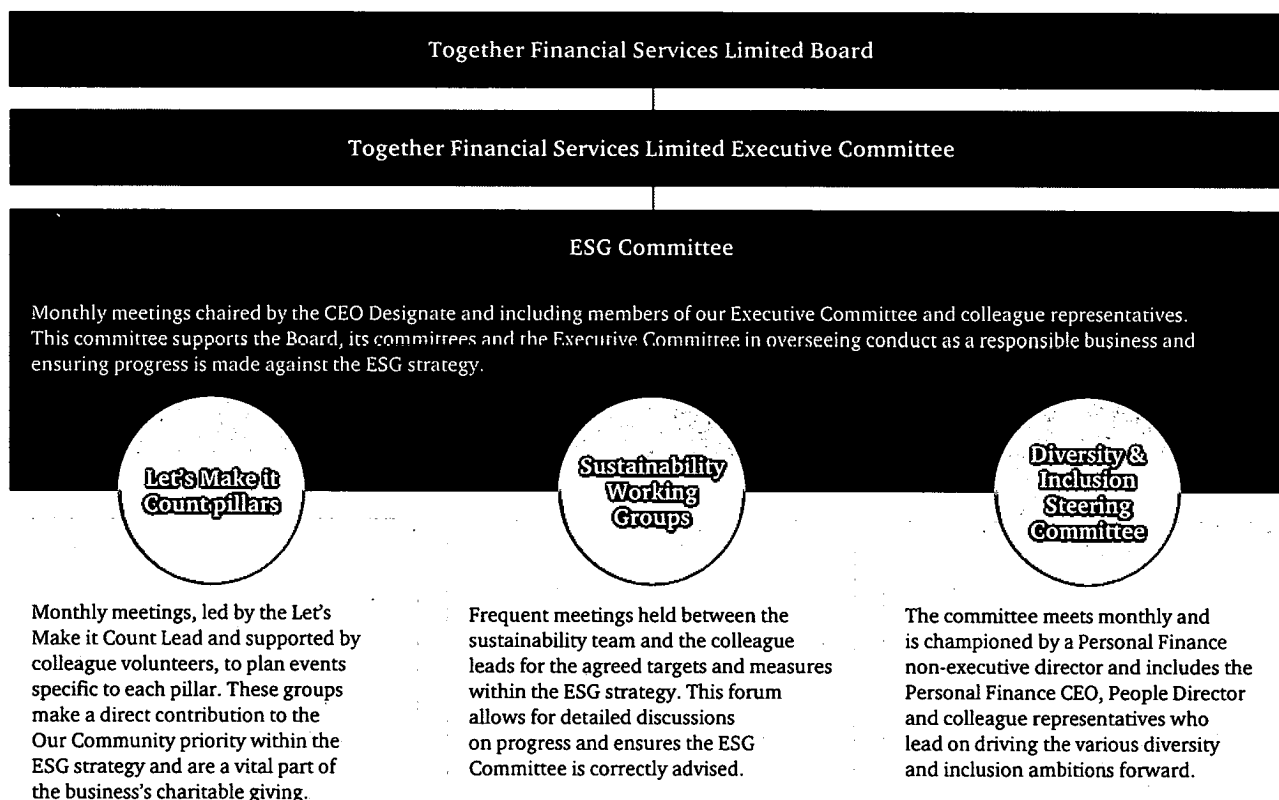 Together Financial Services Limited Board
Together Financial Services Limited Executive Committee
ESG Committee
Monthly meetings chaired by the CEO Designate and including members of our Executive Committee and colleague representatives.
This committee supports the Board, its committees and the Executive Committee in overseeing conduct as a responsible business and
ensuring progress is made against the ESG strategy.
Let's Make it
Count pillars
Monthly meetings, led by the Let's
Make it Count Lead and supported by
colleague volunteers, to plan events
specific to each pillar. These groups
make a direct contribution to the
Our Community priority within the
ESG strategy and are a vital part of
the business's charitable giving.
Sustainability
Working
Groups
Frequent meetings held between the
sustainability team and the colleague
leads for the agreed targets and measures
within the ESG strategy. This forum
allows for detailed discussions
on progress and ensures the ESG
Committee is correctly advised.
Diversity &
Inclusion
Steering
Committee
The committee meets monthly and
is championed by a Personal Finance
non-executive director and includes the
Personal Finance CEO, People Director
and colleague representatives who
lead on driving the various diversity
and inclusion ambitions forward.